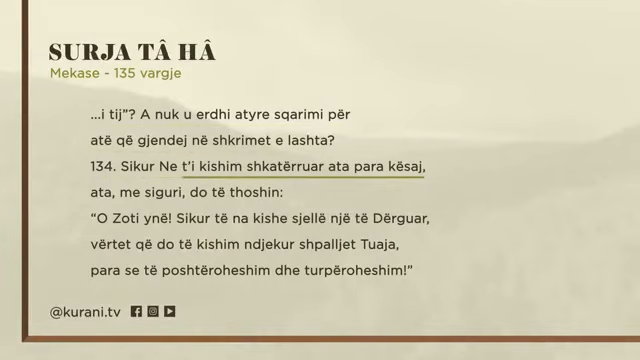 SURJA TÂ HÂ
Mekase - 135 vargje
...i tij”? A nuk u erdhi atyre sqarimi për
atë që gjendej në shkrimet e lashta?
134. Sikur Ne t’i kishim shkatërruar ata para kësaj,
ata, me siguri, do të thoshin:
“O Zoti ynë! Sikur të na kishe sjellë një të Dërguar,
vërtet që do të kishim ndjekur shpalljet Tuaja,
para se të poshtëroheshim dhe turpëroheshim!”
@kurani.tv